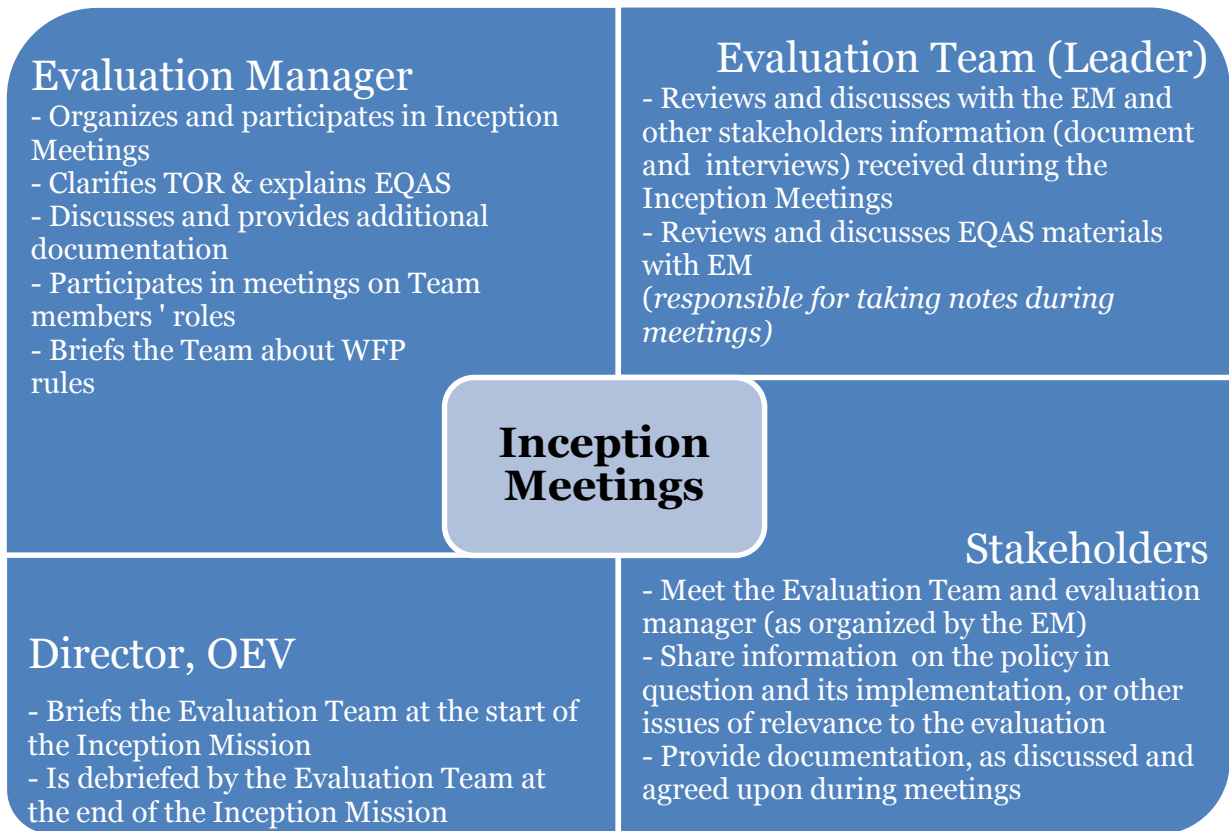 Evaluation Manager
- Organizes and participates in Inception
Meetings
- Clarifies TOR & explains EQAS
- Discusses and provides additional
documentation
- Participates in meetings on Team
members ' roles
- Briefs the Team about WFP
rules
Evaluation Team (Leader)
- Reviews and discusses with the EM and
other stakeholders information (document
and  interviews) received during the
Inception Meetings
- Reviews and discusses EQAS materials
with EM
(responsible for taking notes during
meetings)
Inception
Meetings
Director, OEV
- Briefs the Evaluation Team at the start of
the Inception Mission
- Is debriefed by the Evaluation Team at
the end of the Inception Mission
Stakeholders
- Meet the Evaluation Team and evaluation
manager (as organized by the EM)
- Share information  on the policy in
question and its implementation, or other
issues of relevance to the evaluation
- Provide documentation, as discussed and
agreed upon during meetings